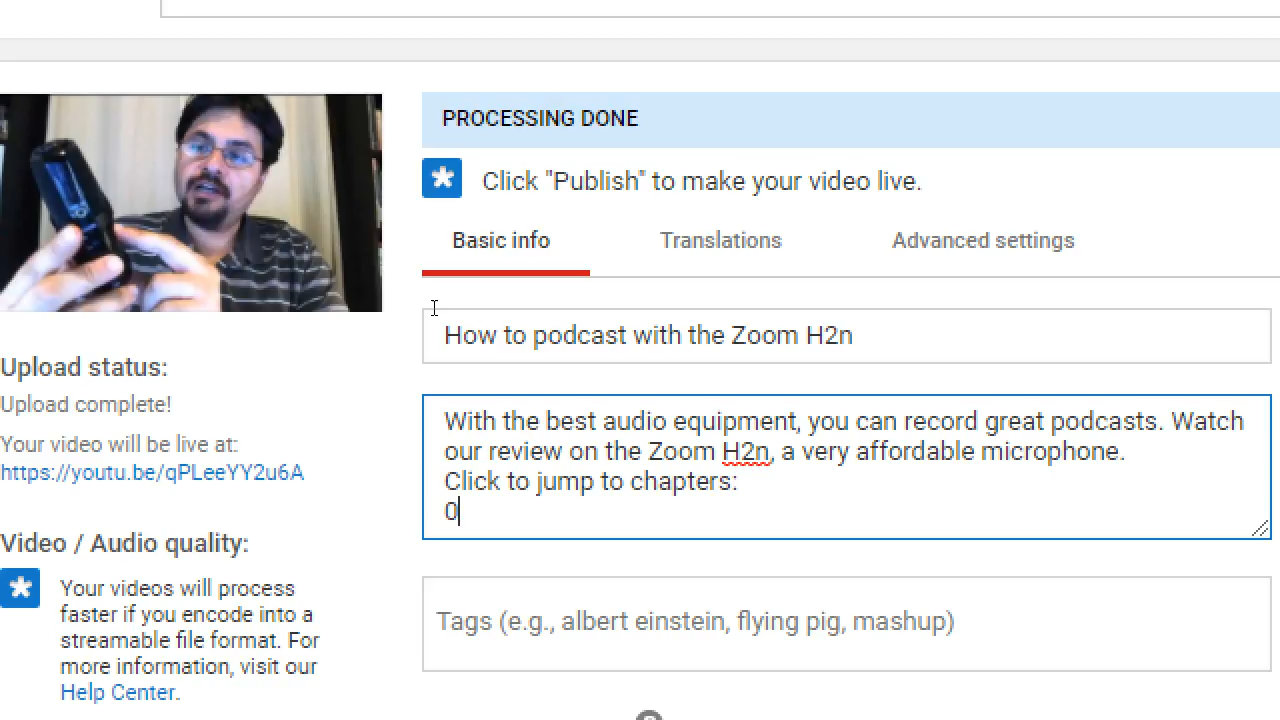 PROCESSING DONE
Click "Publish" to make your video live.
Basic info
Translations
Advanced settings
How to podcast with the Zoom H2n
With the best audio equipment, you can record great podcasts. Watch
our review on the Zoom H2n, a very affordable microphone.
Click to jump to chapters:
0
Tags (e.g., albert einstein, flying pig, mashup)
Upload status:
Upload complete!
Your video will be live at:
https://youtu.be/qPLeeYY2u6A
Video / Audio quality:
Your videos will process
faster if you encode into a
streamable file format. For
more information, visit our
Help Center.